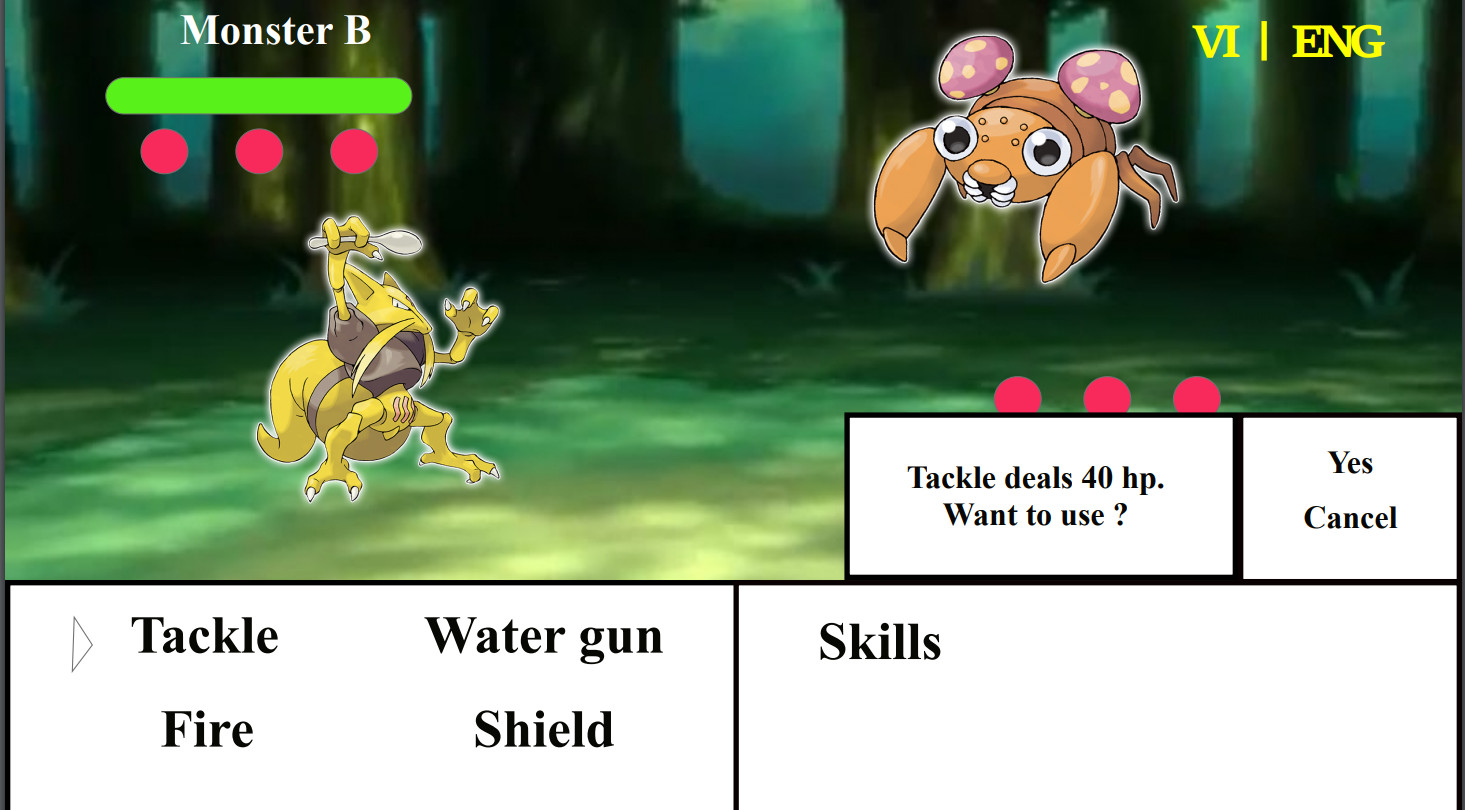 Monster B
VI | ENG
Tackle deals 40 hp.
Want to use ?
Yes
Cancel
Tackle
Water gun
Fire
Shield
Skills